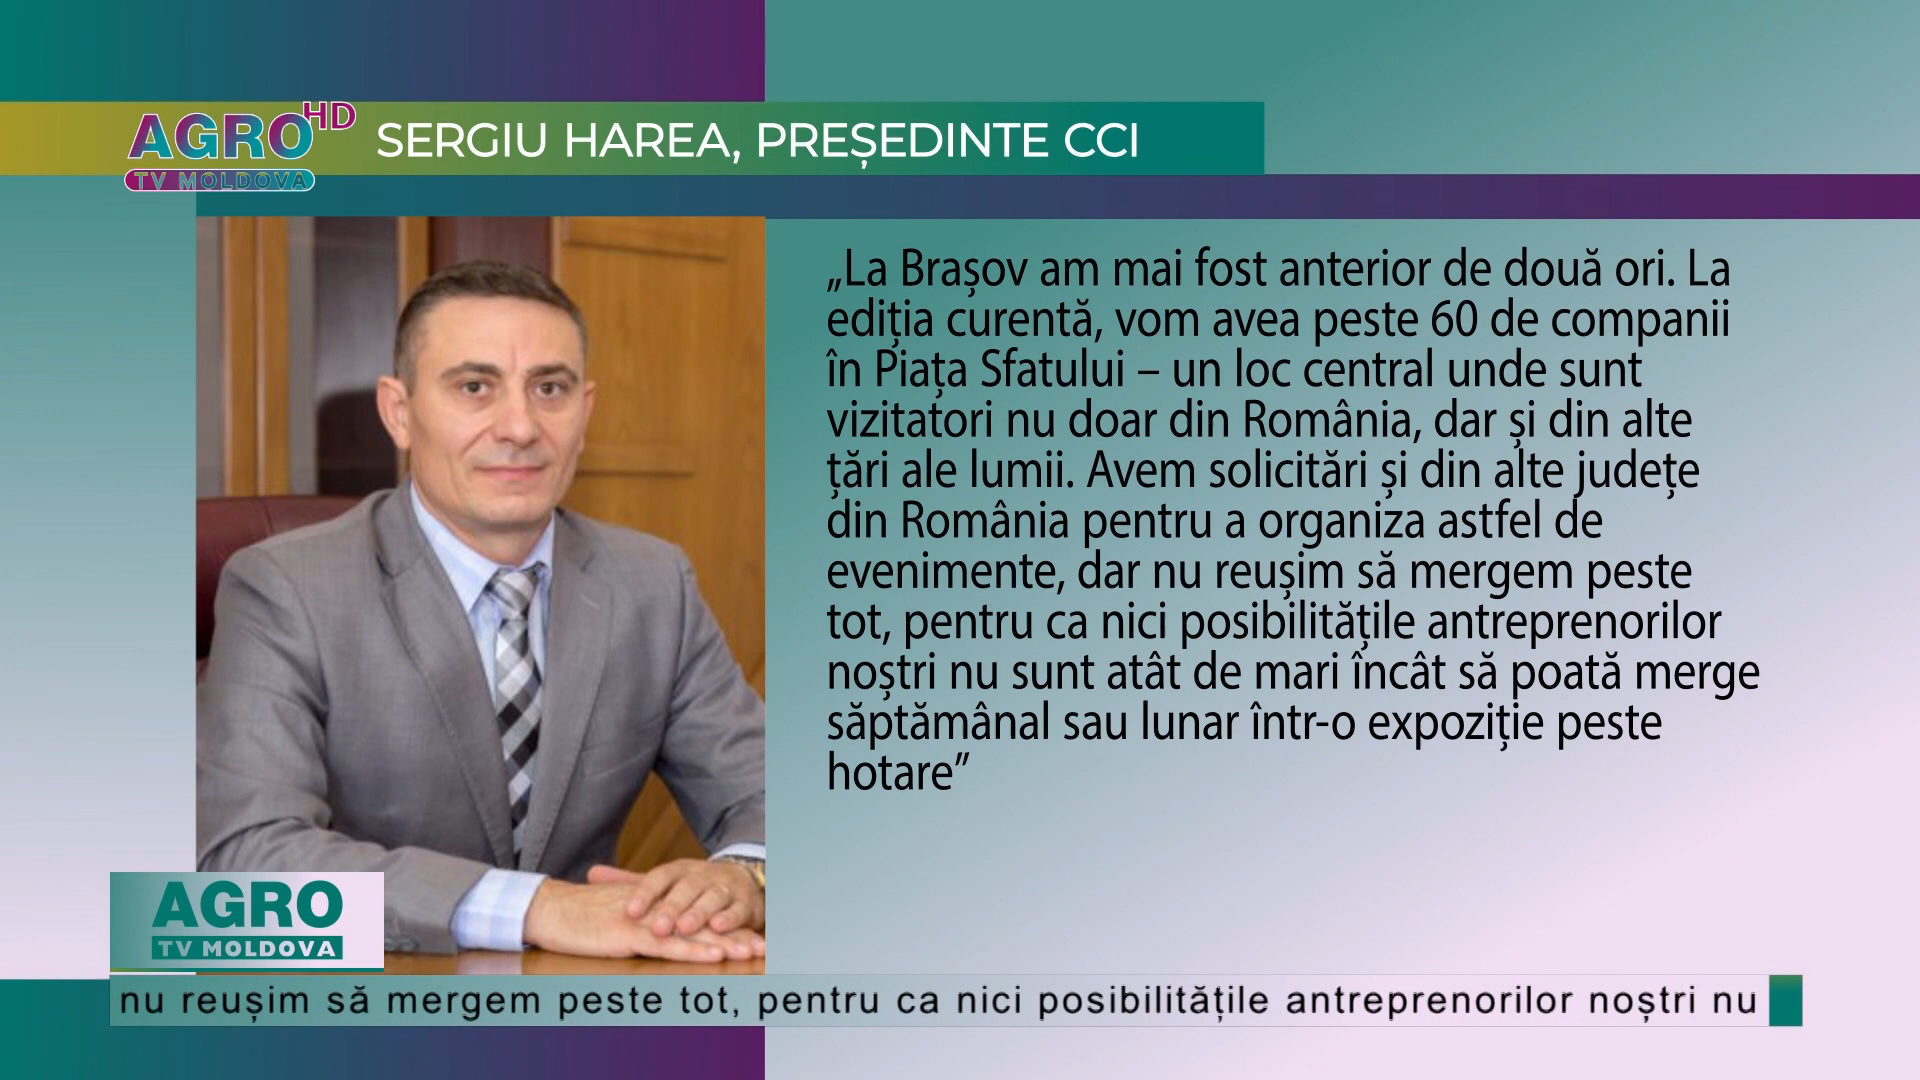 AGRO HD
TV MOLDOVA
SERGIU HAREA, PREȘEDINTE CCI
„La Brașov am mai fost anterior de două ori. La
ediția curentă, vom avea peste 60 de companii
în Piața Sfatului – un loc central unde sunt
vizitatori nu doar din România, dar și din alte
țări ale lumii. Avem solicitări și din alte județe
din România pentru a organiza astfel de
evenimente, dar nu reușim să mergem peste
tot, pentru ca nici posibilitățile antreprenorilor
noștri nu sunt atât de mari încât să poată merge
săptămânal sau lunar într-o expoziție peste
hotare”
AGRO
TV MOLDOVA
nu reușim să mergem peste tot, pentru ca nici posibilitățile antreprenorilor noștri nu